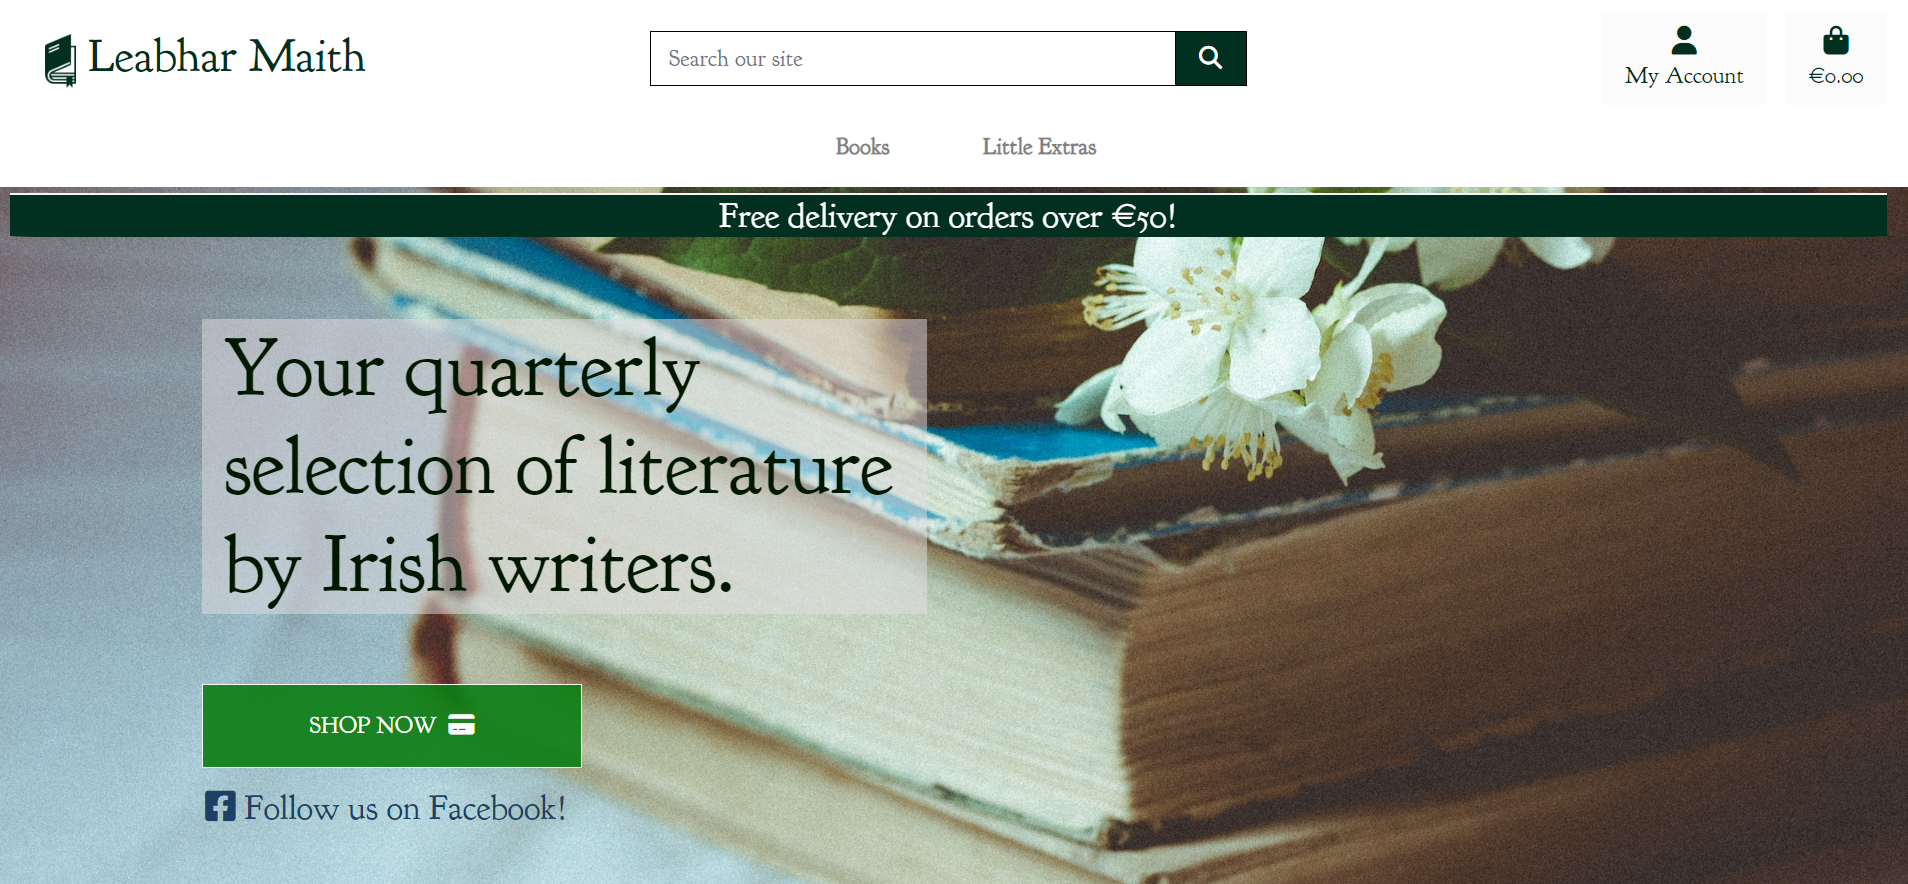 Leabhar Maith
Search our site
My Account
€0.00
Books
Little Extras
Free delivery on orders over €50!
Your quarterly
selection of literature
by Irish writers.
SHOP NOW
Follow us on Facebook!